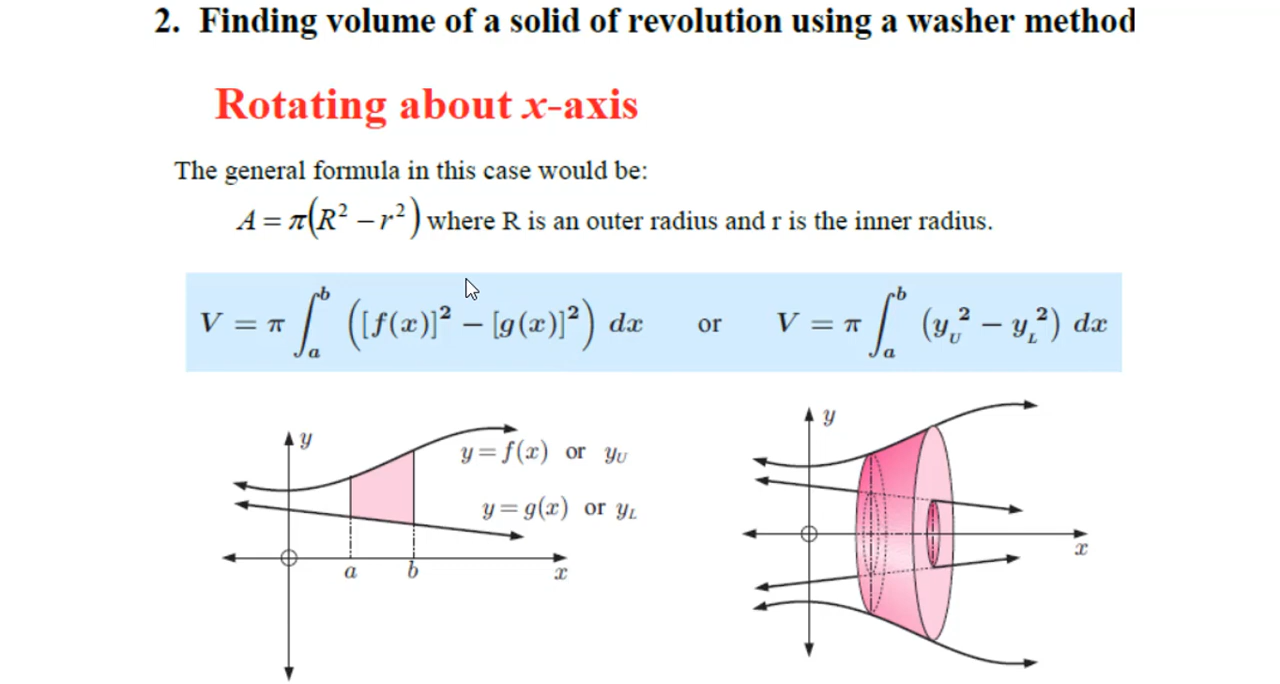 2. Finding volume of a solid of revolution using a washer method
Rotating about x-axis
The general formula in this case would be:
A = π(R² − r²) where R is an outer radius and r is the inner radius.
V = π ∫ₐᵇ ([f(x)]² − [g(x)]²) dx or V = π ∫ₐᵇ (y_U² − y_L²) dx
y
y = f(x) or y_U
y = g(x) or y_L
a b x
y
x